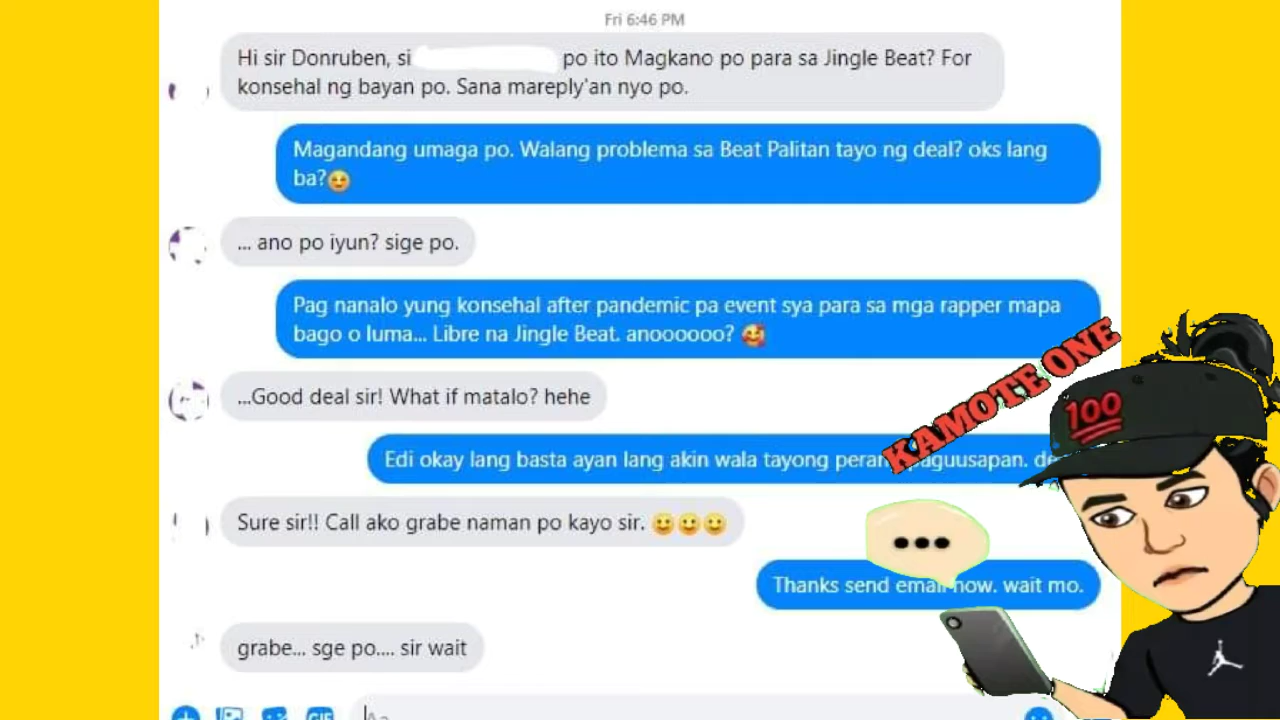 Fri 6:46 PM
Hi sir Donruben, si po ito Magkano po para sa Jingle Beat? For
konsehal ng bayan po. Sana mareply'an nyo po.
Magandang umaga po. Walang problema sa Beat Palitan tayo ng deal? oks lang
ba?😊
... ano po iyun? sige po.
Pag nanalo yung konsehal after pandemic pa event sya para sa mga rapper mapa
bago o luma... Libre na Jingle Beat. anoooooo? 🥰
...Good deal sir! What if matalo? hehe
Edi okay lang basta ayan lang akin wala tayong
Sure sir!! Call ako grabe naman po kayo sir. 🙂🙂🙂
Thanks send email now. wait mo.
grabe... sge po.... sir wait
GIF
Aa
KAMOTE ONE
100